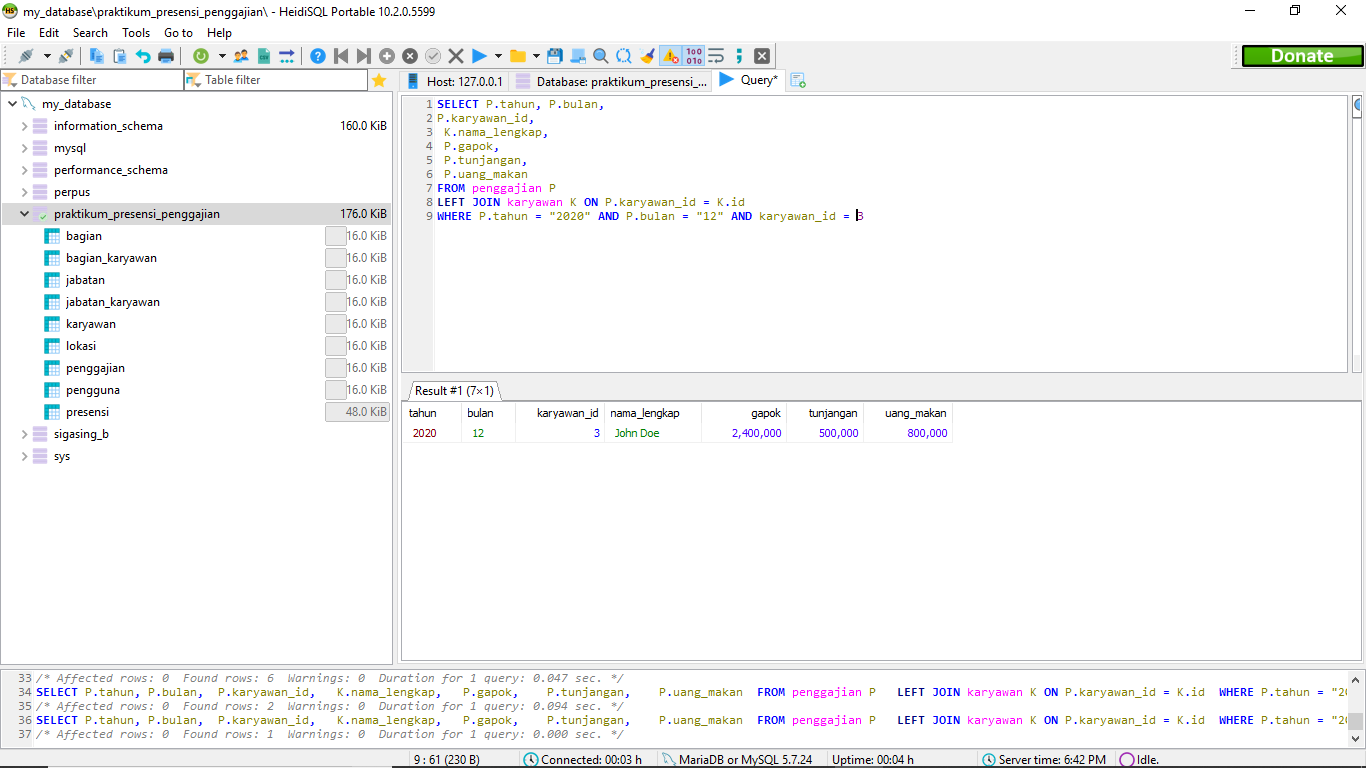 my_database\praktikum_presensi_penggajian\ - HeidiSQL Portable 10.2.0.5599
File Edit Search Tools Go to Help
Donate
Database filter
Table filter
Host: 127.0.0.1
Database: praktikum_presensi_...
Query*
my_database
information_schema 160.0 KiB
mysql
performance_schema
perpus
praktikum_presensi_penggajian 176.0 KiB
bagian 16.0 KiB
bagian_karyawan 16.0 KiB
jabatan 16.0 KiB
jabatan_karyawan 16.0 KiB
karyawan 16.0 KiB
lokasi 16.0 KiB
penggajian 16.0 KiB
pengguna 16.0 KiB
presensi 48.0 KiB
sigasing_b
sys
1 SELECT P.tahun, P.bulan,
2 P.karyawan_id,
3 K.nama_lengkap,
4 P.gapok,
5 P.tunjangan,
6 P.uang_makan
7 FROM penggajian P
8 LEFT JOIN karyawan K ON P.karyawan_id = K.id
9 WHERE P.tahun = "2020" AND P.bulan = "12" AND karyawan_id = 3
Result #1 (7×1)
tahun bulan karyawan_id nama_lengkap gapok tunjangan uang_makan
2020 12 3 John Doe 2,400,000 500,000 800,000
33 /* Affected rows: 0 Found rows: 6 Warnings: 0 Duration for 1 query: 0.047 sec. */
34 SELECT P.tahun, P.bulan, P.karyawan_id, K.nama_lengkap, P.gapok, P.tunjangan, P.uang_makan FROM penggajian P LEFT JOIN karyawan K ON P.karyawan_id = K.id WHERE P.tahun = "20
35 /* Affected rows: 0 Found rows: 2 Warnings: 0 Duration for 1 query: 0.094 sec. */
36 SELECT P.tahun, P.bulan, P.karyawan_id, K.nama_lengkap, P.gapok, P.tunjangan, P.uang_makan FROM penggajian P LEFT JOIN karyawan K ON P.karyawan_id = K.id WHERE P.tahun = "20
37 /* Affected rows: 0 Found rows: 1 Warnings: 0 Duration for 1 query: 0.000 sec. */
9 : 61 (230 B) Connected: 00:03 h MariaDB or MySQL 5.7.24 Uptime: 00:04 h Server time: 6:42 PM Idle.